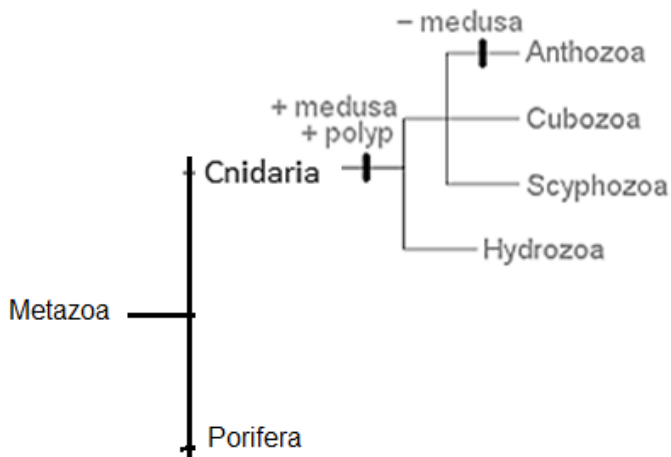 – medusa
Anthozoa
+ medusa
+ polyp
Cubozoa
Cnidaria
Scyphozoa
Hydrozoa
Metazoa
Porifera